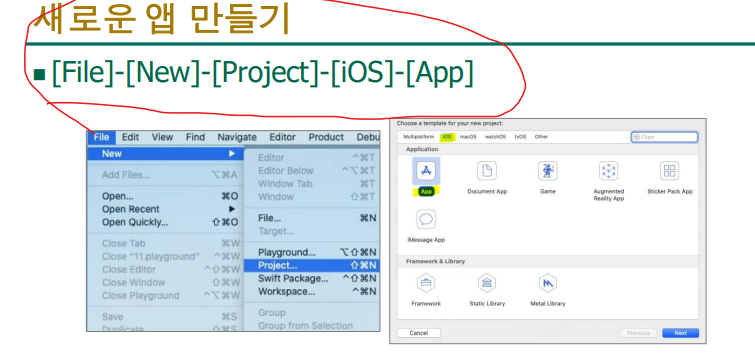 새로운 앱 만들기
[File]-[New]-[Project]-[iOS]-[App]
File Edit View Find Navigate Editor Product Debu
New
Add Files... ⌥⌘A
Open... ⌘O
Open Recent
Open Quickly... ⇧⌘O
Close Tab ⌘W
Close "11.playground" ^⌘W
Close Editor ^⇧⌘W
Close Window ⇧⌘W
Close Playground ^⌥⌘W
Save ⌘S
Duplicate... ⇧⌘S
Editor ^⌘T
Editor Below ^⌥⌘T
Window Tab ⌘T
Window ⇧⌘T
File... ⌘N
Target...
Playground... ⌥⇧⌘N
Project... ⇧⌘N
Swift Package... ^⇧⌘N
Workspace... ^⌘N
Group
Group from Selection
Choose a template for your new project:
Multiplatform iOS macOS watchOS tvOS Other Filter
Application
App Document App Game Augmented Reality App Sticker Pack App
iMessage App
Framework & Library
Framework Static Library Metal Library
Cancel Previous Next